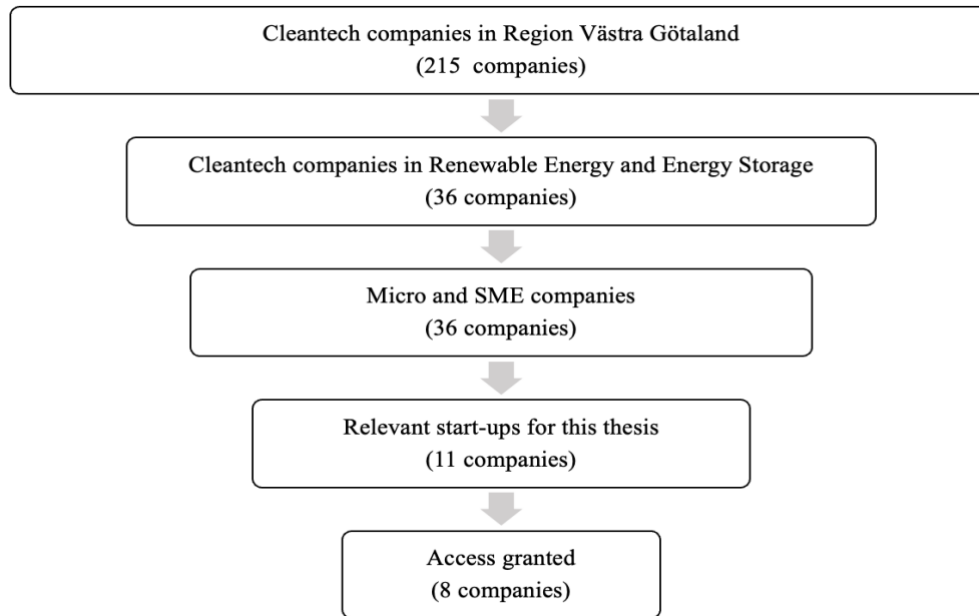 Cleantech companies in Region Västra Götaland
(215 companies)
Cleantech companies in Renewable Energy and Energy Storage
(36 companies)
Micro and SME companies
(36 companies)
Relevant start-ups for this thesis
(11 companies)
Access granted
(8 companies)